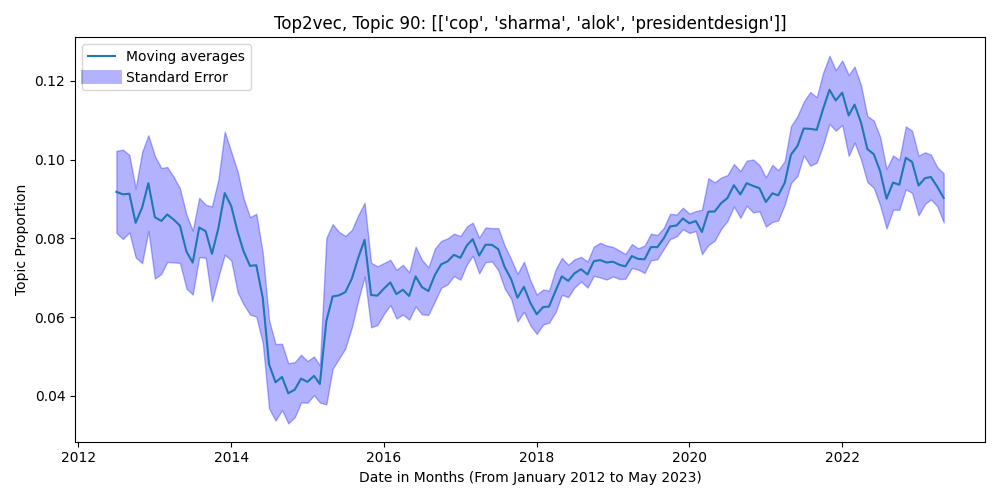 Top2vec, Topic 90: [['cop', 'sharma', 'alok', 'presidentdesign']]
Moving averages
Standard Error
Topic Proportion
0.12
0.10
0.08
0.06
0.04
2012 2014 2016 2018 2020 2022
Date in Months (From January 2012 to May 2023)